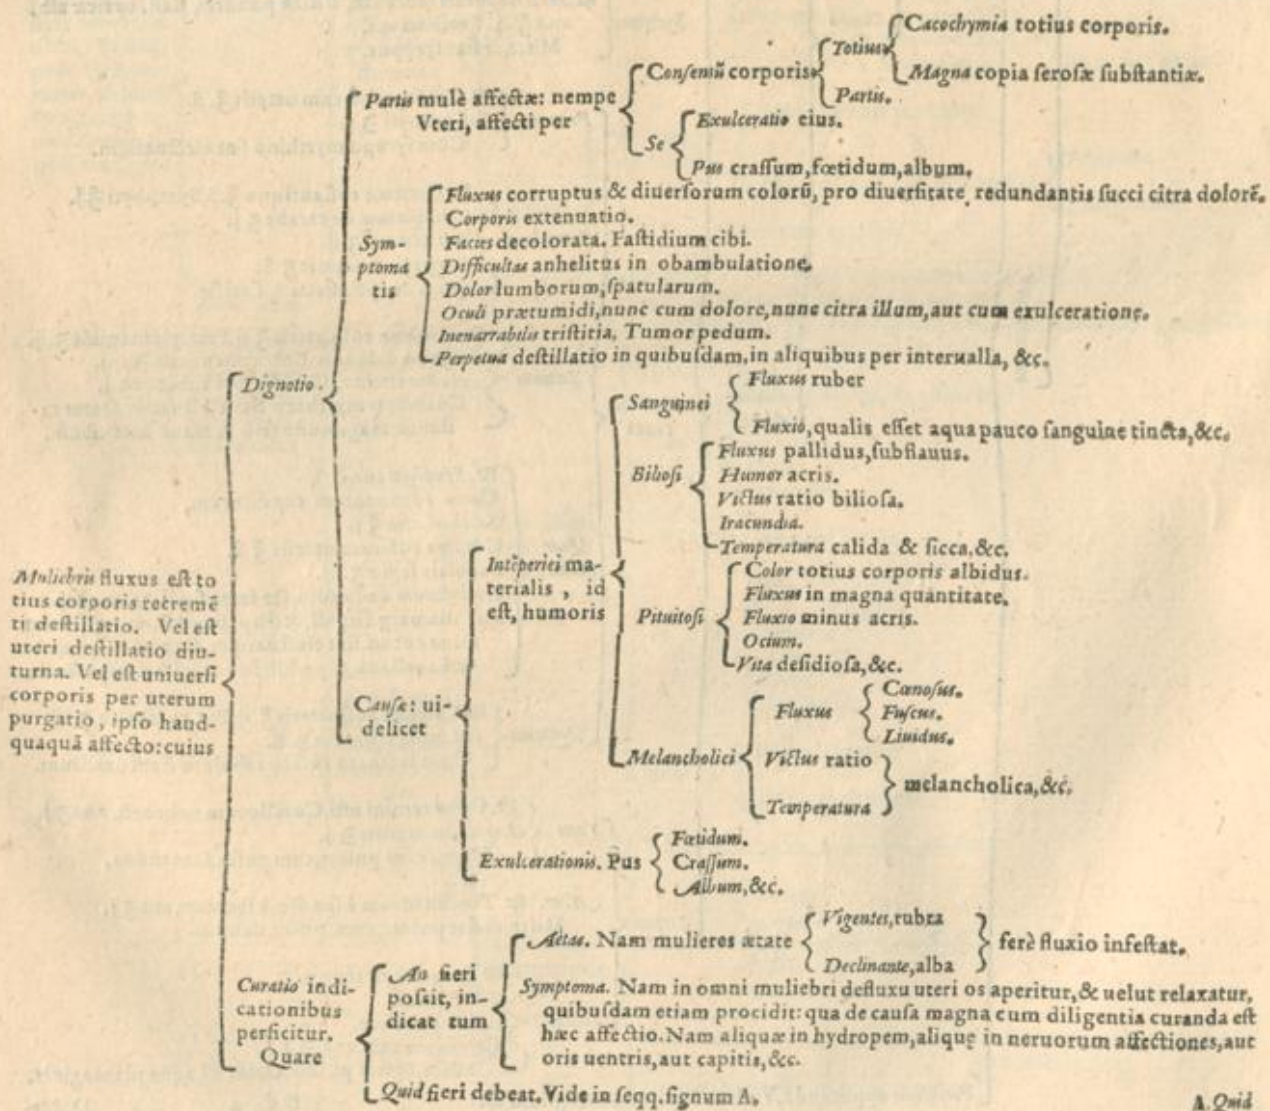 Cacochymia totius corporis.
Totius
Magna copia serosæ substantiæ.
Consensũ corporis
Partis.
Partis mulè affectæ: nempe
Vteri, affecti per
Exulceratio eius.
Se
Pus crassum, fœtidum, album.
Fluxus corruptus & diuersorum colorũ, pro diuersitate redundantis succi citra dolorẽ.
Corporis extenuatio.
Facies decolorata. Fastidium cibi.
Sym-
ptoma
tis
Difficultas anhelitus in obambulatione.
Dolor lumborum, spatularum.
Oculi prætumidi, nunc cum dolore, nunc citra illum, aut cum exulceratione.
Inenarrabilis tristitia. Tumor pedum.
Perpetua destillatio in quibusdam, in aliquibus per interualla, &c.
Dignotio.
Sanguinei
Fluxus ruber
Fluxio, qualis esset aqua pauco sanguine tincta, &c.
Biliosi
Fluxus pallidus, subflauus.
Humor acris.
Victus ratio biliosa.
Iracundia.
Temperatura calida & sicca, &c.
Intẽperiei ma-
terialis, id
est, humoris
Pituitosi
Color totius corporis albidus.
Fluxus in magna quantitate.
Fluxio minus acris.
Ocium.
Vita desidiosa, &c.
Muliebris fluxus est to
tius corporis recremẽ
ti destillatio. Vel est
uteri destillatio diu-
turna. Vel est uniuersi
corporis per uterum
purgatio, ipso haud-
quaquã affecto: cuius
Causæ: ui-
delicet
Melancholici
Fluxus
Cœnosus.
Fuscus.
Liuidus.
Victus ratio
Temperatura
melancholica, &c.
Exulcerationis. Pus
Fœtidum.
Crassum.
Album, &c.
Curatio indi-
cationibus
perficitur.
Quare
An fieri
possit, in-
dicat tum
Aetas. Nam mulieres ætate
Vigentes, rubra
Declinante, alba
ferè fluxio infestat.
Symptoma. Nam in omni muliebri defluxu uteri os aperitur, & uelut relaxatur,
quibusdam etiam procidit: qua de causa magna cum diligentia curanda est
hæc affectio. Nam aliquæ in hydropem, aliquę in neruorum affectiones, aut
oris uentris, aut capitis, &c.
Quid fieri debeat. Vide in seqq. signum A.
A. Quid